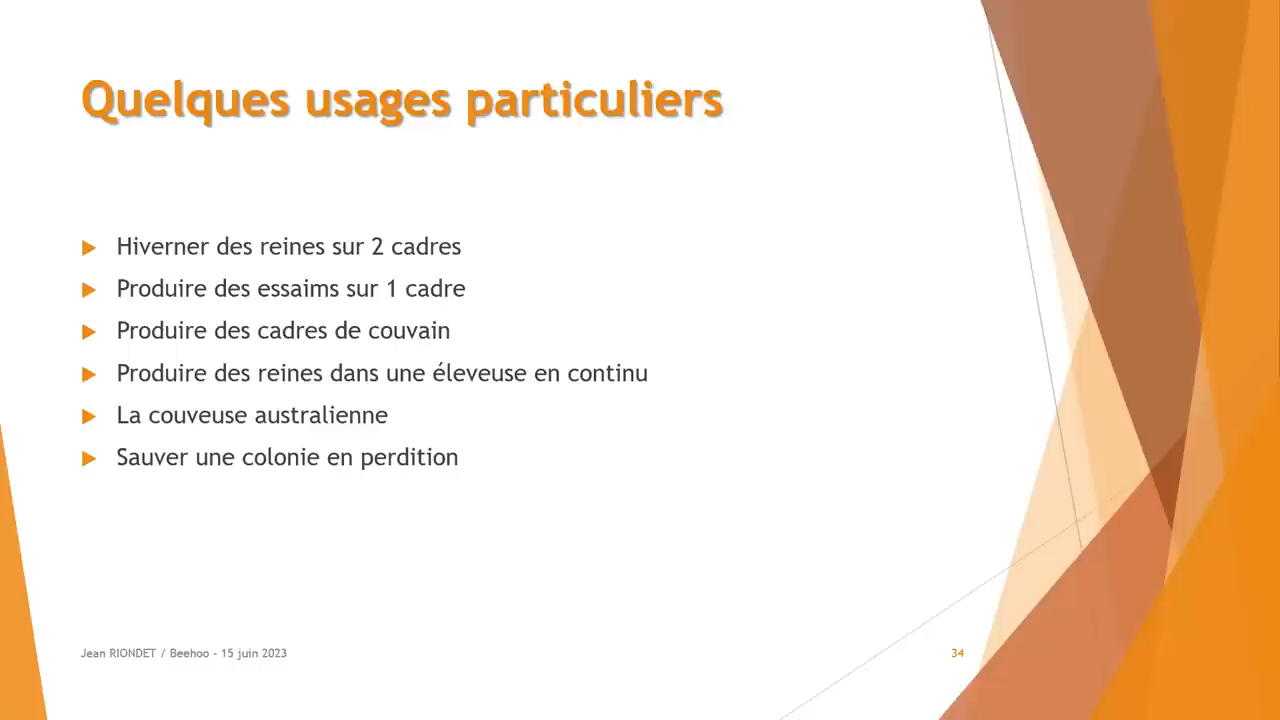 Quelques usages particuliers
Hiverner des reines sur 2 cadres
Produire des essaims sur 1 cadre
Produire des cadres de couvain
Produire des reines dans une éleveuse en continu
La couveuse australienne
Sauver une colonie en perdition
Jean RIONDET / Beehoo - 15 juin 2023
34